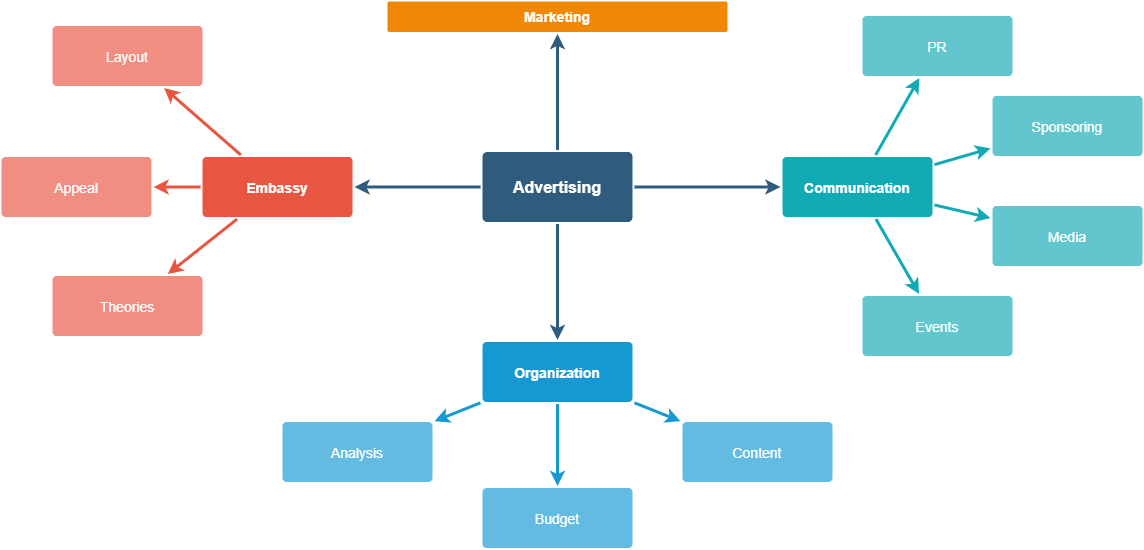 Marketing
PR
Layout
Sponsoring
Appeal
Embassy
Advertising
Communication
Media
Theories
Events
Organization
Analysis
Content
Budget